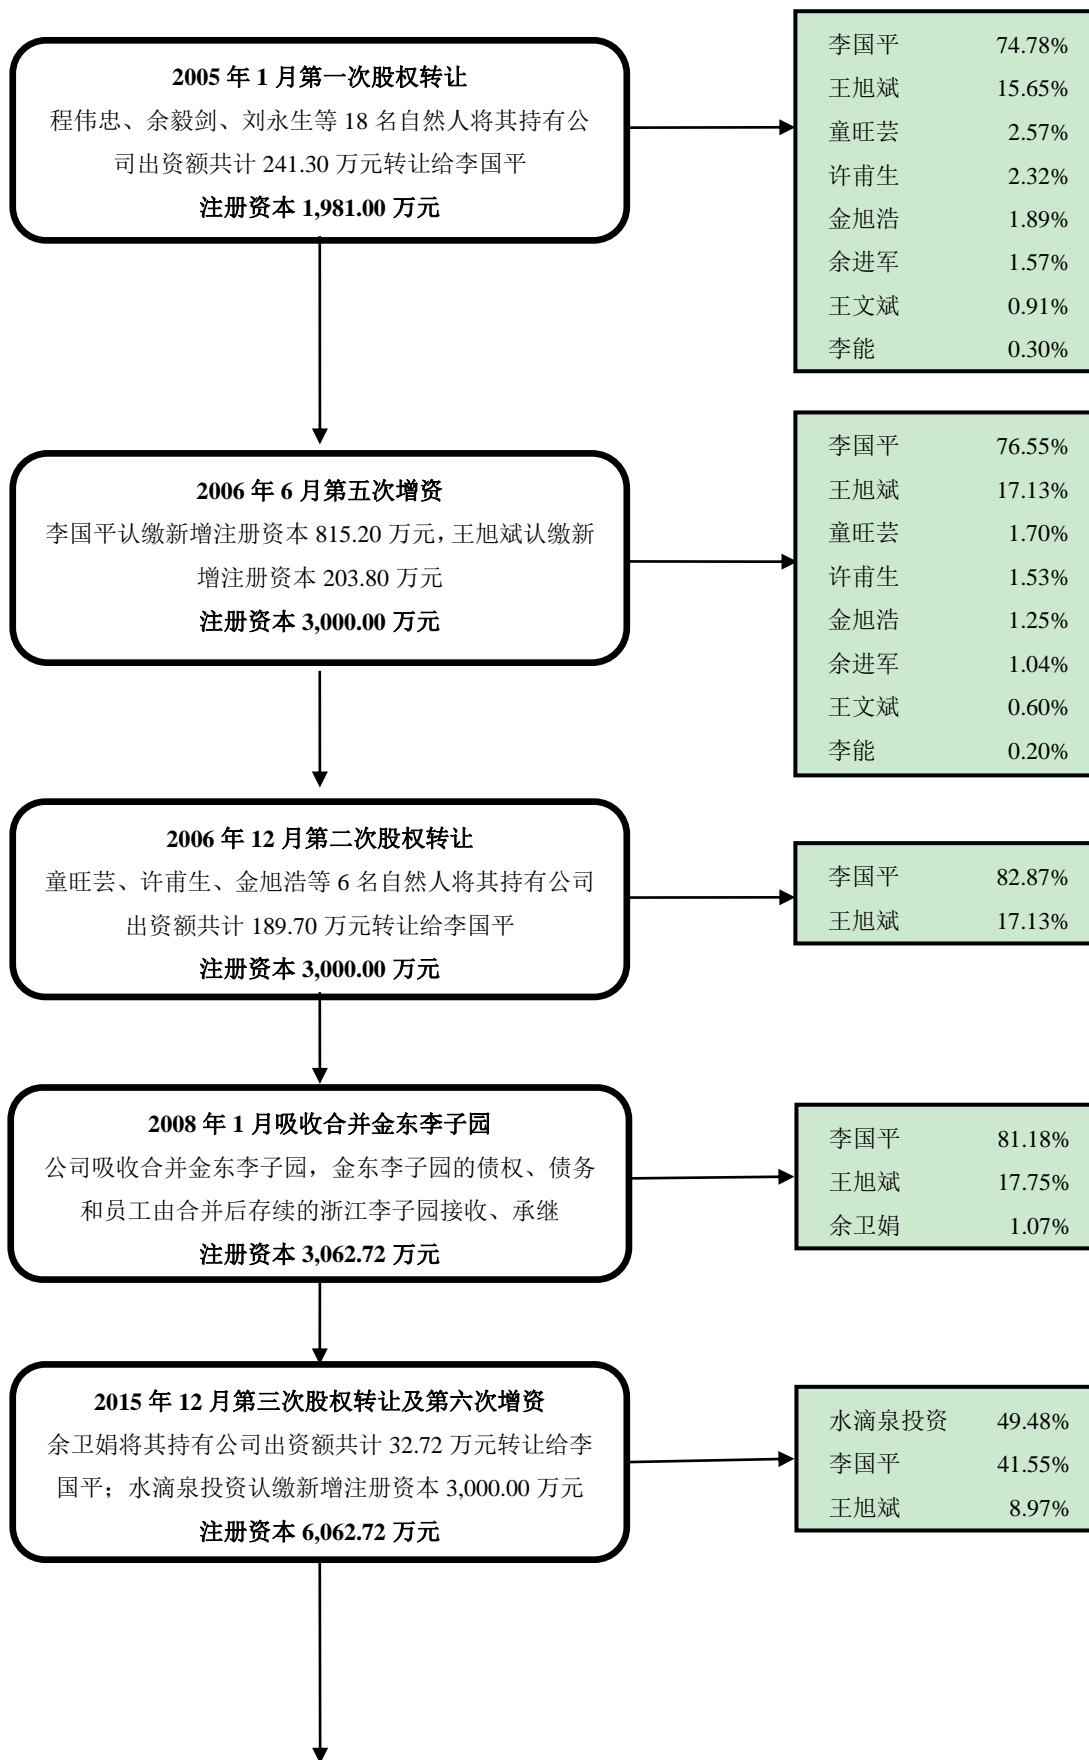 2005 年 1 月第一次股权转让
程伟忠、余毅剑、刘永生等 18 名自然人将其持有公
司出资额共计 241.30 万元转让给李国平
注册资本 1,981.00 万元
李国平 74.78%
王旭斌 15.65%
童旺芸 2.57%
许甫生 2.32%
金旭浩 1.89%
余进军 1.57%
王文斌 0.91%
李能 0.30%
2006 年 6 月第五次增资
李国平认缴新增注册资本 815.20 万元，王旭斌认缴新
增注册资本 203.80 万元
注册资本 3,000.00 万元
李国平 76.55%
王旭斌 17.13%
童旺芸 1.70%
许甫生 1.53%
金旭浩 1.25%
余进军 1.04%
王文斌 0.60%
李能 0.20%
2006 年 12 月第二次股权转让
童旺芸、许甫生、金旭浩等 6 名自然人将其持有公司
出资额共计 189.70 万元转让给李国平
注册资本 3,000.00 万元
李国平 82.87%
王旭斌 17.13%
2008 年 1 月吸收合并金东李子园
公司吸收合并金东李子园，金东李子园的债权、债务
和员工由合并后存续的浙江李子园接收、承继
注册资本 3,062.72 万元
李国平 81.18%
王旭斌 17.75%
余卫娟 1.07%
2015 年 12 月第三次股权转让及第六次增资
余卫娟将其持有公司出资额共计 32.72 万元转让给李
国平；水滴泉投资认缴新增注册资本 3,000.00 万元
注册资本 6,062.72 万元
水滴泉投资 49.48%
李国平 41.55%
王旭斌 8.97%